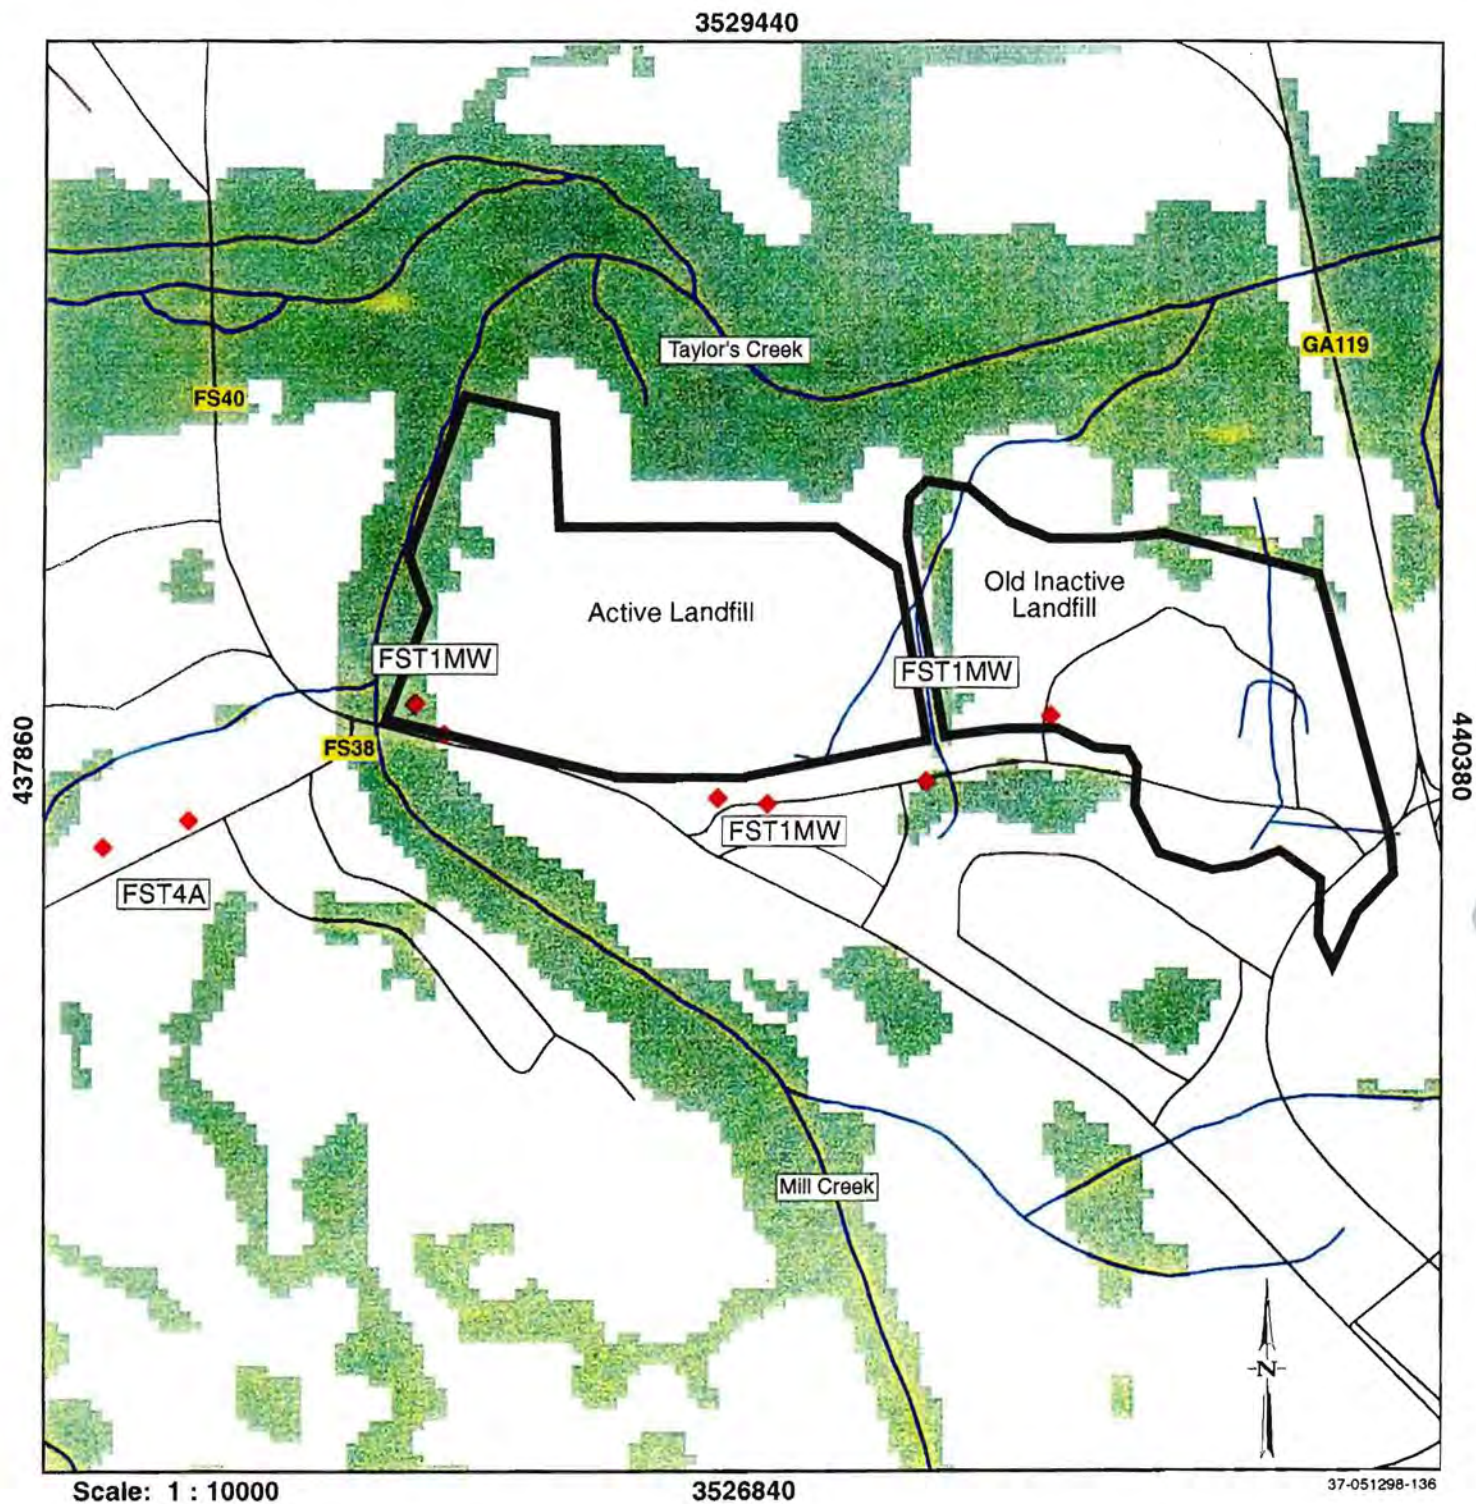 3529440
Taylor's Creek
GA119
FS40
Active Landfill
Old Inactive
Landfill
FST1MW
FST1MW
FS38
437860
440380
FST1MW
FST4A
Mill Creek
N
Scale: 1 : 10000
3526840
37-051298-136